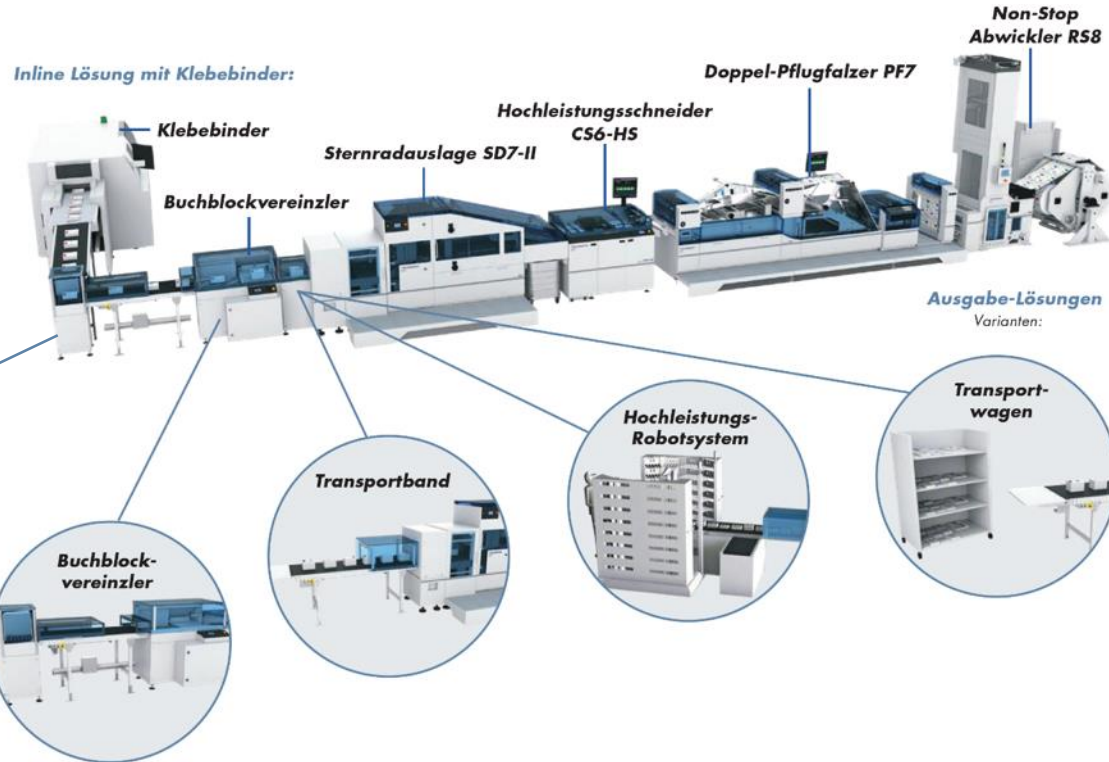 Non-Stop
Abwickler RS8
Inline Lösung mit Klebebinder:
Doppel-Pflugfalzer PF7
Hochleistungsschneider
CS6-HS
Klebebinder
Sternradauslage SD7-II
Buchblockvereinzler
Ausgabe-Lösungen
Varianten:
Transport-
wagen
Hochleistungs-
Robotsystem
Transportband
Buchblock-
vereinzler